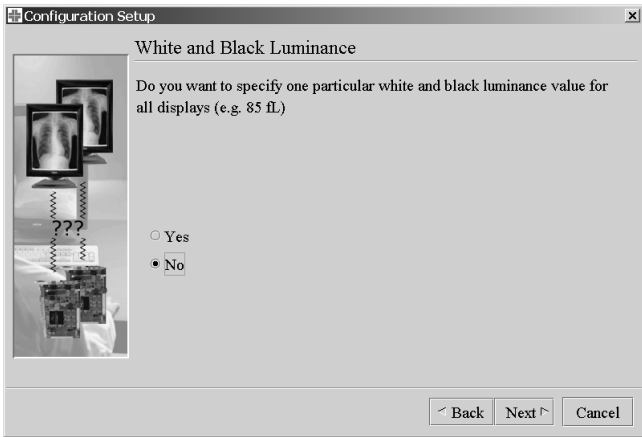 Configuration Setup
White and Black Luminance
Do you want to specify one particular white and black luminance value for
all displays (e.g. 85 fL)
???
Yes
No
Back Next Cancel